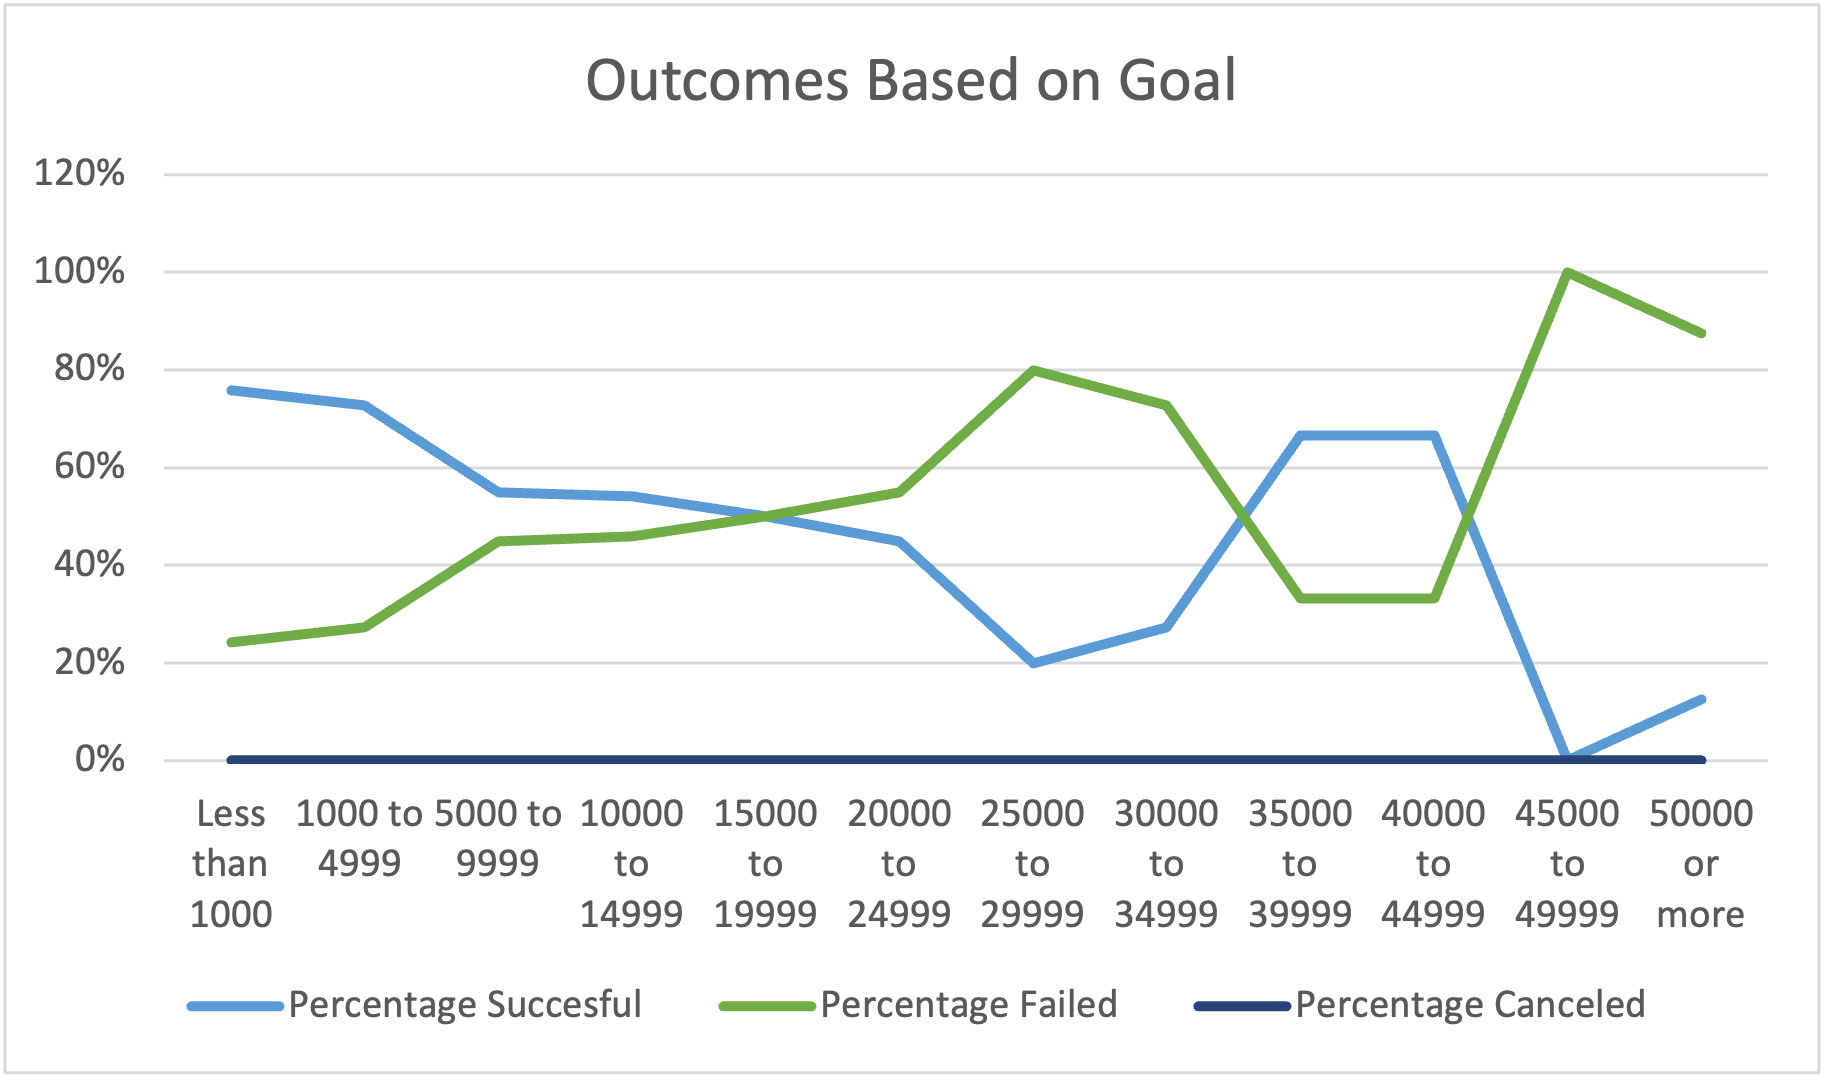 Outcomes Based on Goal
120%
100%
80%
60%
40%
20%
0%
Less than 1000
1000 to 4999
5000 to 9999
10000 to 14999
15000 to 19999
20000 to 24999
25000 to 29999
30000 to 34999
35000 to 39999
40000 to 44999
45000 to 49999
50000 or more
Percentage Succesful
Percentage Failed
Percentage Canceled